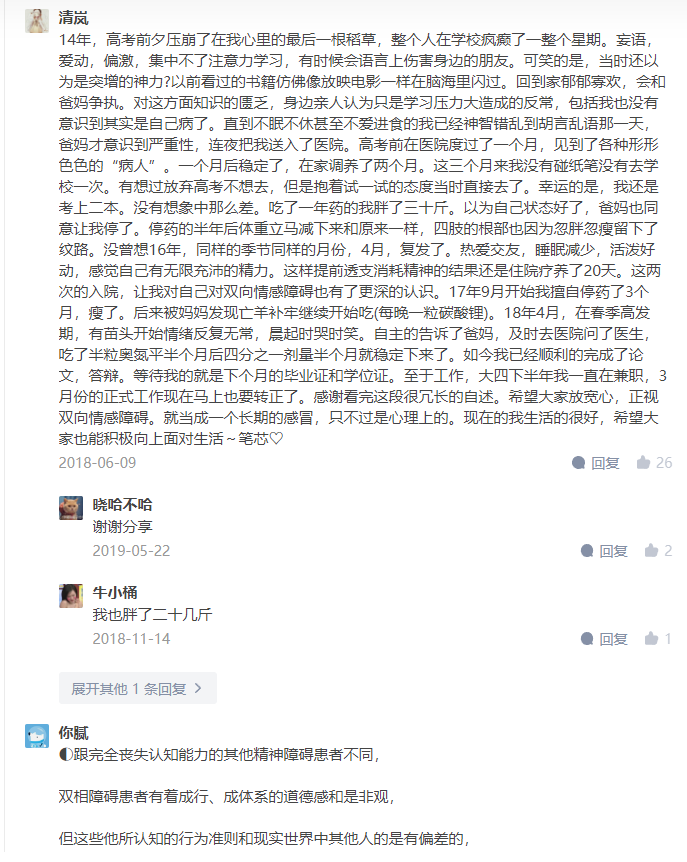 清岚
14年，高考前夕压崩了在我心里的最后一根稻草，整个人在学校疯癫了一整个星期。妄语，
爱动，偏激，集中不了注意力学习，有时候会语言上伤害身边的朋友。可笑的是，当时还以
为是突增的神力?以前看过的书籍仿佛像放映电影一样在脑海里闪过。回到家郁郁寡欢，会和
爸妈争执。对这方面知识的匮乏，身边亲人认为只是学习压力大造成的反常，包括我也没有
意识到其实是自己病了。直到不眠不休甚至不爱进食的我已经神智错乱到胡言乱语那一天，
爸妈才意识到严重性，连夜把我送入了医院。高考前在医院度过了一个月，见到了各种形形
色色的“病人”。一个月后稳定了，在家调养了两个月。这三个月来我没有碰纸笔没有去学
校一次。有想过放弃高考不想去，但是抱着试一试的态度当时直接去了。幸运的是，我还是
考上二本。没有想象中那么差。吃了一年药的我胖了三十斤。以为自己状态好了，爸妈也同
意让我停了。停药的半年后体重立马减下来和原来一样，四肢的根部也因为忽胖忽瘦留下了
纹路。没曾想16年，同样的季节同样的月份，4月，复发了。热爱交友，睡眠减少，活泼好
动，感觉自己有无限充沛的精力。这样提前透支消耗精神的结果还是住院疗养了20天。这两
次的入院，让我对自己对双向情感障碍也有了更深的认识。17年9月开始我擅自停药了3个
月，瘦了。后来被妈妈发现亡羊补牢继续开始吃(每晚一粒碳酸锂)。18年4月，在春季高发
期，有苗头开始情绪反复无常，晨起时哭时笑。自主的告诉了爸妈，及时去医院问了医生，
吃了半粒奥氮平半个月后四分之一剂量半个月就稳定下来了。如今我已经顺利的完成了论
文，答辩。等待我的就是下个月的毕业证和学位证。至于工作，大四下半年我一直在兼职，3
月份的正式工作现在马上也要转正了。感谢看完这段很冗长的自述。希望大家放宽心，正视
双向情感障碍。就当成一个长期的感冒，只不过是心理上的。现在的我生活的很好，希望大
家也能积极向上面对生活～笔芯♡
2018-06-09 回复 26
晓哈不哈
谢谢分享
2019-05-22 回复 2
牛小桶
我也胖了二十几斤
2018-11-14 回复 1
展开其他 1 条回复
你腻
◐跟完全丧失认知能力的其他精神障碍患者不同，
双相障碍患者有着成行、成体系的道德感和是非观，
但这些他所认知的行为准则和现实世界中其他人的是有偏差的，